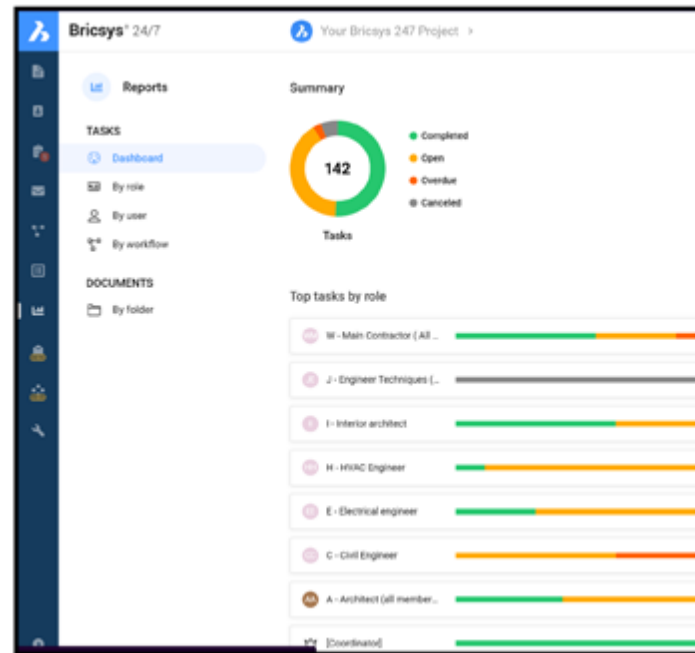 Bricsys® 24/7
Your Bricsys 247 Project >
Reports
Summary
TASKS
Dashboard
By role
By user
By workflow
DOCUMENTS
By folder
142
Tasks
Completed
Open
Overdue
Canceled
Top tasks by role
W - Main Contractor ( All ...
J - Engineer Techniques (...
I - Interior architect
H - HVAC Engineer
E - Electrical engineer
C - Civil Engineer
AA
A - Architect (all member...
[Coordinator]